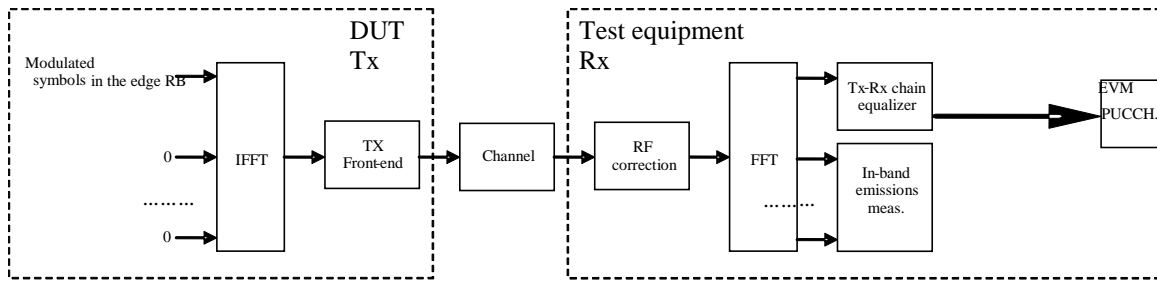 DUT
Tx
Modulated
symbols in the edge RB
0
………
0
IFFT
TX
Front-end
Channel
Test equipment
Rx
RF
correction
FFT
………
Tx-Rx chain
equalizer
In-band
emissions
meas.
EVM
PUCCH.